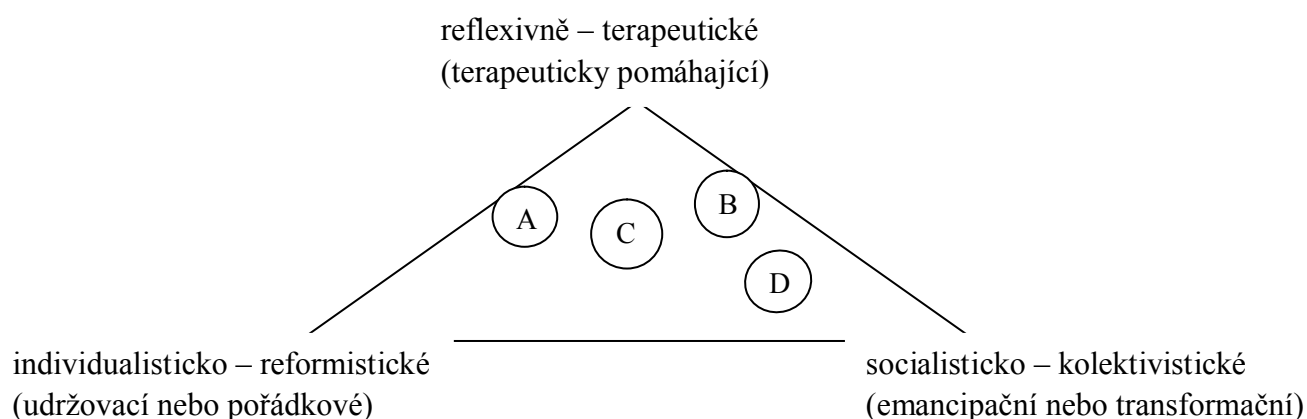 reflexivně – terapeutické
(terapeuticky pomáhající)
A
C
B
D
individualisticko – reformistické
(udržovací nebo pořádkové)
socialisticko – kolektivistické
(emancipační nebo transformační)